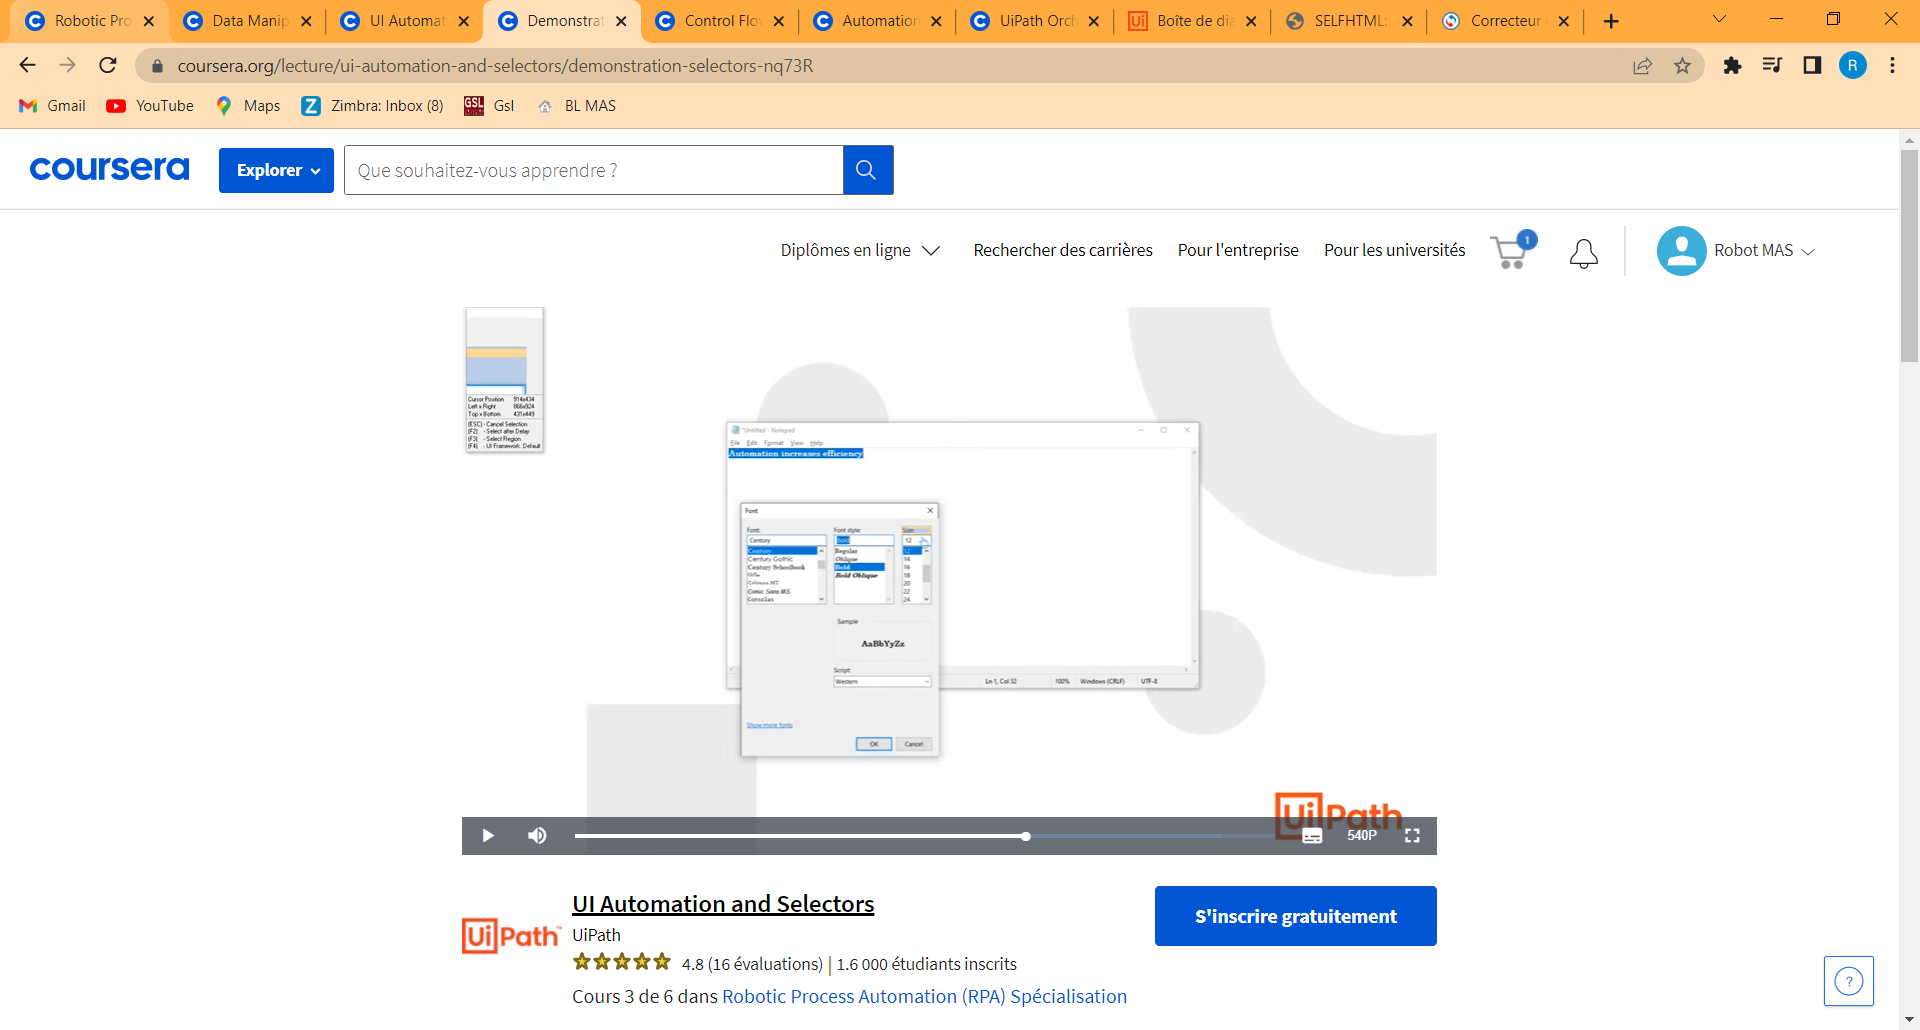 Robotic Pro
Data Manip
UI Automat
Demonstrat
Control Flo
Automation
UiPath Orch
Boîte de dia
SELFHTML:
Correcteur
coursera.org/lecture/ui-automation-and-selectors/demonstration-selectors-nq73R
R
Gmail
YouTube
Maps
Zimbra: Inbox (8)
Gsl
BL MAS
coursera
Explorer
Que souhaitez-vous apprendre ?
Diplômes en ligne
Rechercher des carrières
Pour l'entreprise
Pour les universités
1
Robot MAS
Cursor Position 914x434
Left x Right 866x924
Top x Bottom 431x449
(ESC) - Cancel Selection
(F2) - Select after Delay
(F3) - Select Region
(F4) - UI Framework: Default
*Untitled - Notepad
File Edit Format View Help
Automation increases efficiency
Font
Font: Font style: Size:
Century Bold 12
Century Regular 12
Century Gothic Oblique 14
Century Schoolbook Bold 16
Bold Oblique 18
20
Comic Sans MS 22
Consolas 24
Sample
AaBbYyZz
Script:
Western
Show more fonts
OK Cancel
Ln 1, Col 32 100% Windows (CRLF) UTF-8
UiPath
540P
UI Automation and Selectors
UiPath
UiPath
4.8 (16 évaluations) | 1.6 000 étudiants inscrits
Cours 3 de 6 dans Robotic Process Automation (RPA) Spécialisation
S'inscrire gratuitement
?